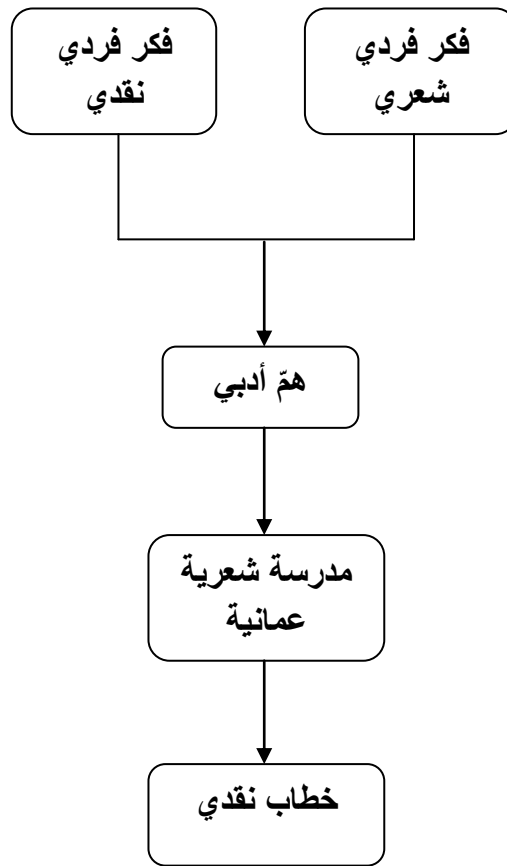 فكر فردي
شعري
فكر فردي
نقدي
همّ أدبي
مدرسة شعرية
عمانية
خطاب نقدي